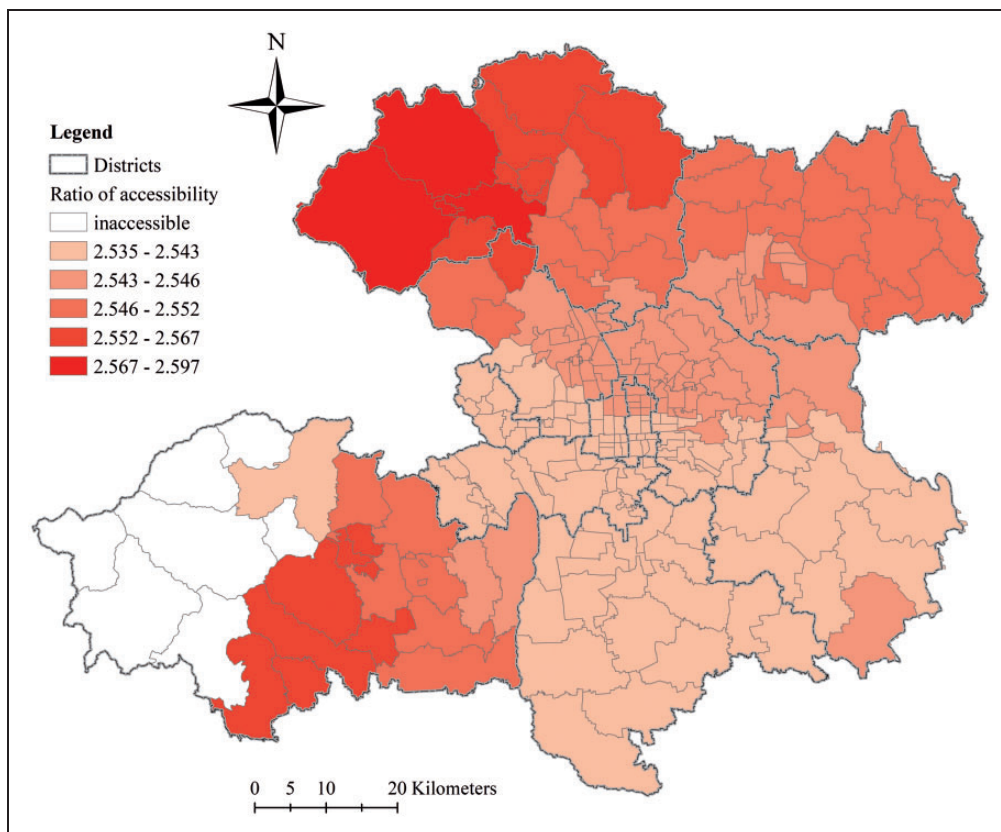 N
Legend
Districts
Ratio of accessibility
inaccessible
2.535 - 2.543
2.543 - 2.546
2.546 - 2.552
2.552 - 2.567
2.567 - 2.597
0 5 10 20 Kilometers